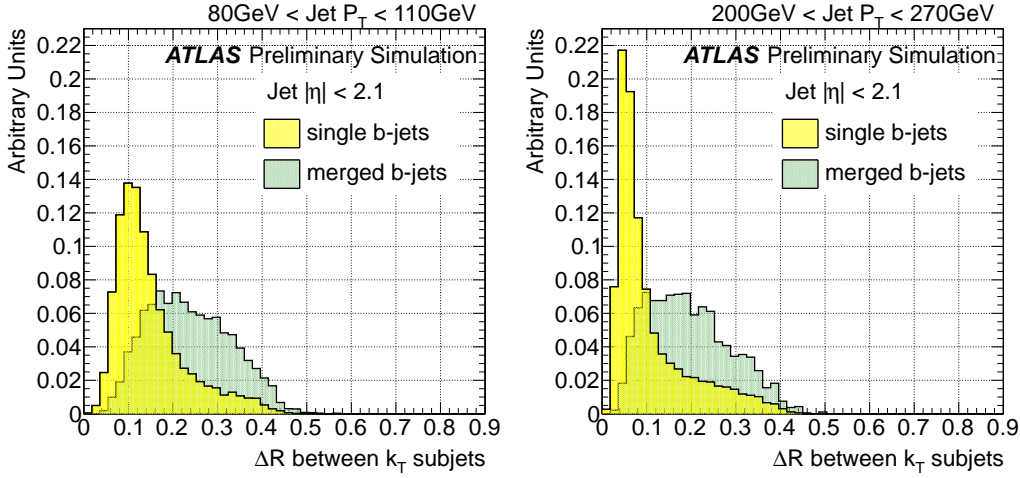 80GeV < Jet P_T < 110GeV
Arbitrary Units
0.22
0.2
0.18
0.16
0.14
0.12
0.1
0.08
0.06
0.04
0.02
0
ATLAS Preliminary Simulation
Jet |η| < 2.1
single b-jets
merged b-jets
0 0.1 0.2 0.3 0.4 0.5 0.6 0.7 0.8 0.9
ΔR between k_T subjets
200GeV < Jet P_T < 270GeV
Arbitrary Units
0.22
0.2
0.18
0.16
0.14
0.12
0.1
0.08
0.06
0.04
0.02
0
ATLAS Preliminary Simulation
Jet |η| < 2.1
single b-jets
merged b-jets
0 0.1 0.2 0.3 0.4 0.5 0.6 0.7 0.8 0.9
ΔR between k_T subjets